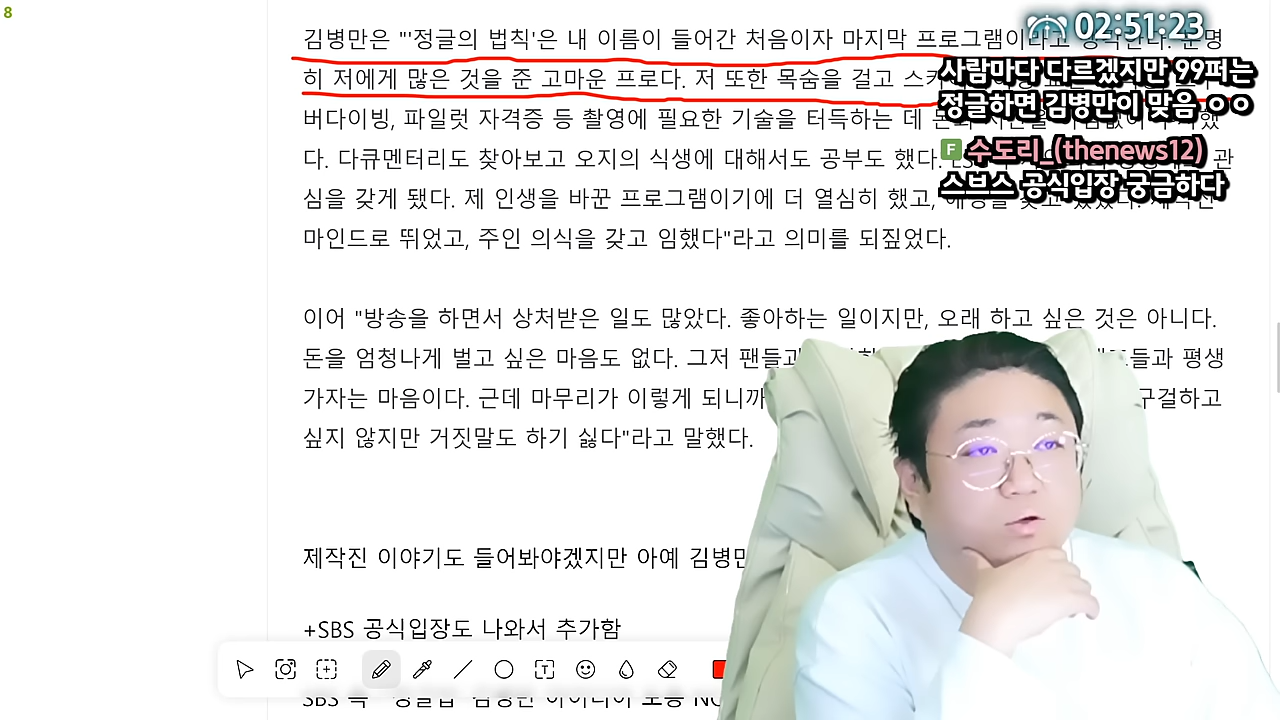 8
김병만은 "'정글의 법칙'은 내 이름이 들어간 처음이자 마지막 프로그램이라고 생각한다. 분명
히 저에게 많은 것을 준 고마운 프로다. 저 또한 목숨을 걸고
버다이빙, 파일럿 자격증 등 촬영에 필요한 기술을 터득하는 데
다. 다큐멘터리도 찾아보고 오지의 식생에 대해서도 공부도 했다. 관
심을 갖게 됐다. 제 인생을 바꾼 프로그램이기에 더 열심히 했고,
마인드로 뛰었고, 주인 의식을 갖고 임했다"라고 의미를 되짚었다.
이어 "방송을 하면서 상처받은 일도 많았다. 좋아하는 일이지만, 오래 하고 싶은 것은 아니다.
돈을 엄청나게 벌고 싶은 마음도 없다. 그저 팬들과 평생
가자는 마음이다. 근데 마무리가 이렇게 되니까 구걸하고
싶지 않지만 거짓말도 하기 싫다"라고 말했다.
제작진 이야기도 들어봐야겠지만 아예 김병만
+SBS 공식입장도 나와서 추가함
SBS 측 김병만 아이디어
02:51:23
사람마다 다르겠지만 99퍼는
정글하면 김병만이 맞음 ㅇㅇ
F 수도리_(thenews12)
스브스 공식입장 궁금하다